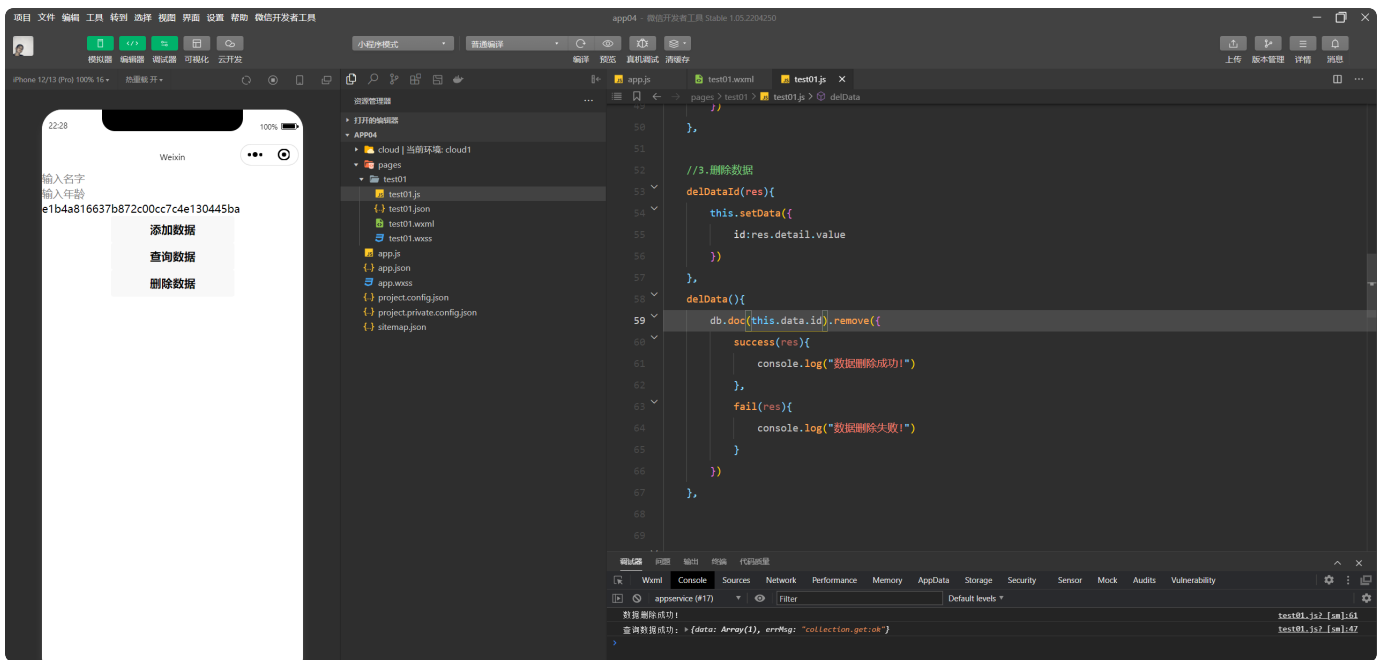 项目 文件 编辑 工具 转到 选择 视图 界面 设置 帮助 微信开发者工具
app04 - 微信开发者工具 Stable 1.05.2204250
模拟器 编辑器 调试器 可视化 云开发
小程序模式
普通编译
编译 预览 真机调试 清缓存
上传 版本管理 详情 消息
iPhone 12/13 (Pro) 100% 16
热重载 开
22:28
100%
Weixin
输入名字
输入年龄
e1b4a816637b872c00cc7c4e130445ba
添加数据
查询数据
删除数据
资源管理器
打开的编辑器
APP04
cloud | 当前环境: cloud1
pages
test01
test01.js
test01.json
test01.wxml
test01.wxss
app.js
app.json
app.wxss
project.config.json
project.private.config.json
sitemap.json
app.js test01.wxml test01.js
pages > test01 > test01.js > delData
49 })
50 },
51
52 //3.删除数据
53 delDataId(res){
54 this.setData({
55 id:res.detail.value
56 })
57 },
58 delData(){
59 db.doc(this.data.id).remove({
60 success(res){
61 console.log("数据删除成功!")
62 },
63 fail(res){
64 console.log("数据删除失败!")
65 }
66 })
67 },
68
69
调试器 问题 输出 终端 代码质量
Wxml Console Sources Network Performance Memory AppData Storage Security Sensor Mock Audits Vulnerability
appservice (#17) Filter Default levels
数据删除成功! test01.js? [sm]:61
查询数据成功: {data: Array(1), errMsg: "collection.get:ok"} test01.js? [sm]:47